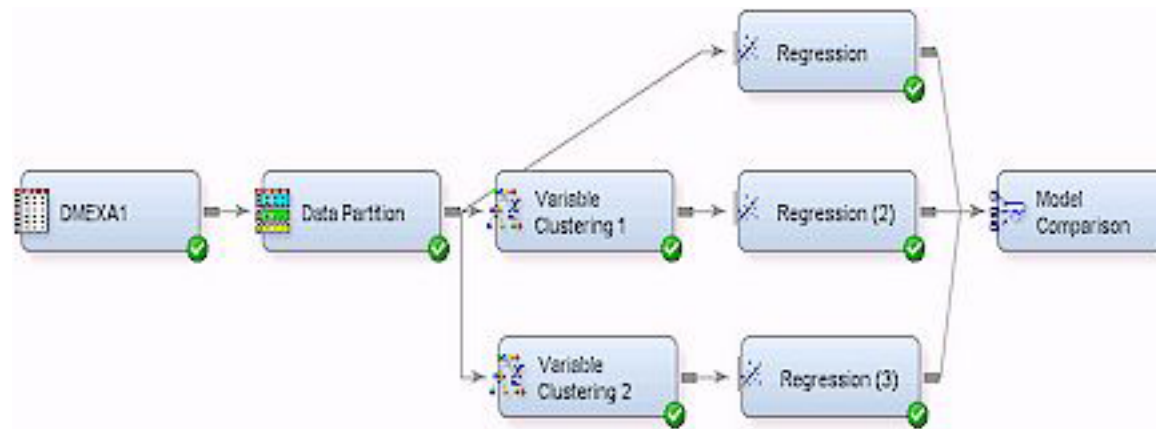 Regression
DMEXA1
Data Partition
Variable
Clustering 1
Regression (2)
Model
Comparison
Variable
Clustering 2
Regression (3)